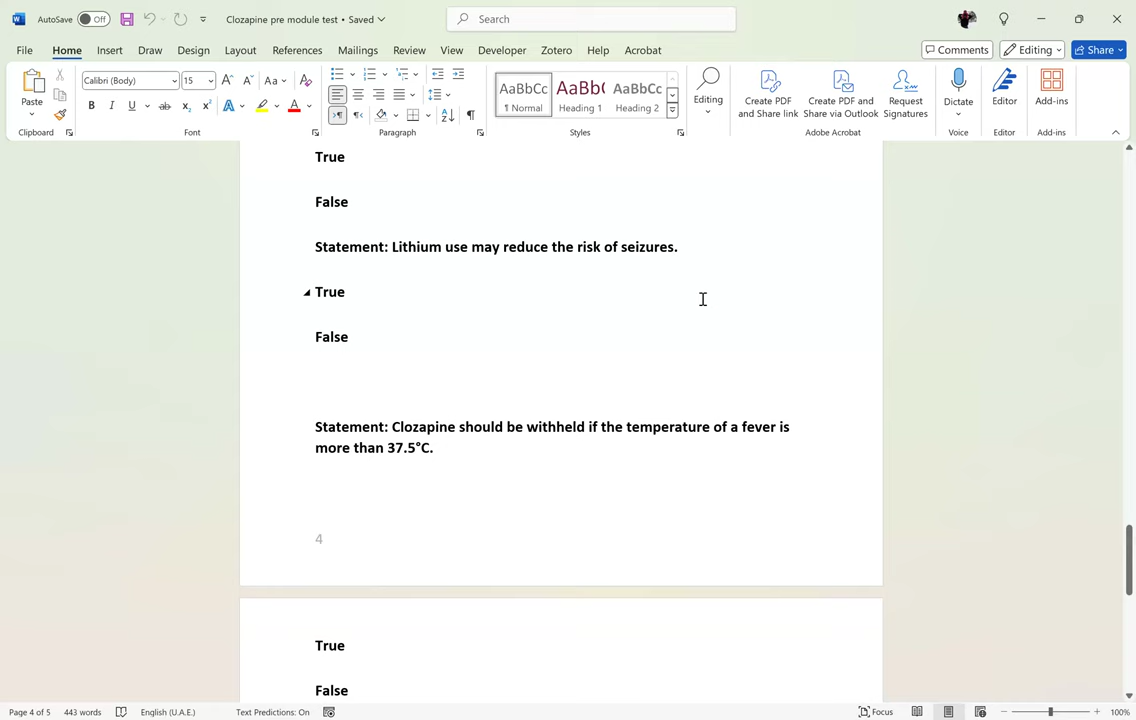 AutoSave Off Clozapine pre module test • Saved Search
File Home Insert Draw Design Layout References Mailings Review View Developer Zotero Help Acrobat Comments Editing Share
Paste
Clipboard
Calibri (Body) 15 A^ A˅ Aa
B I U ab x₂ x² A A
Font
Paragraph
AaBbCc AaBb( AaBbCc
¶ Normal Heading 1 Heading 2
Styles
Editing
Create PDF and Share link
Create PDF and Share via Outlook
Request Signatures
Adobe Acrobat
Dictate
Voice
Editor
Editor
Add-ins
Add-ins
True
False
Statement: Lithium use may reduce the risk of seizures.
True
False
Statement: Clozapine should be withheld if the temperature of a fever is
more than 37.5°C.
4
True
False
Page 4 of 5 443 words English (U.A.E.) Text Predictions: On Focus 100%